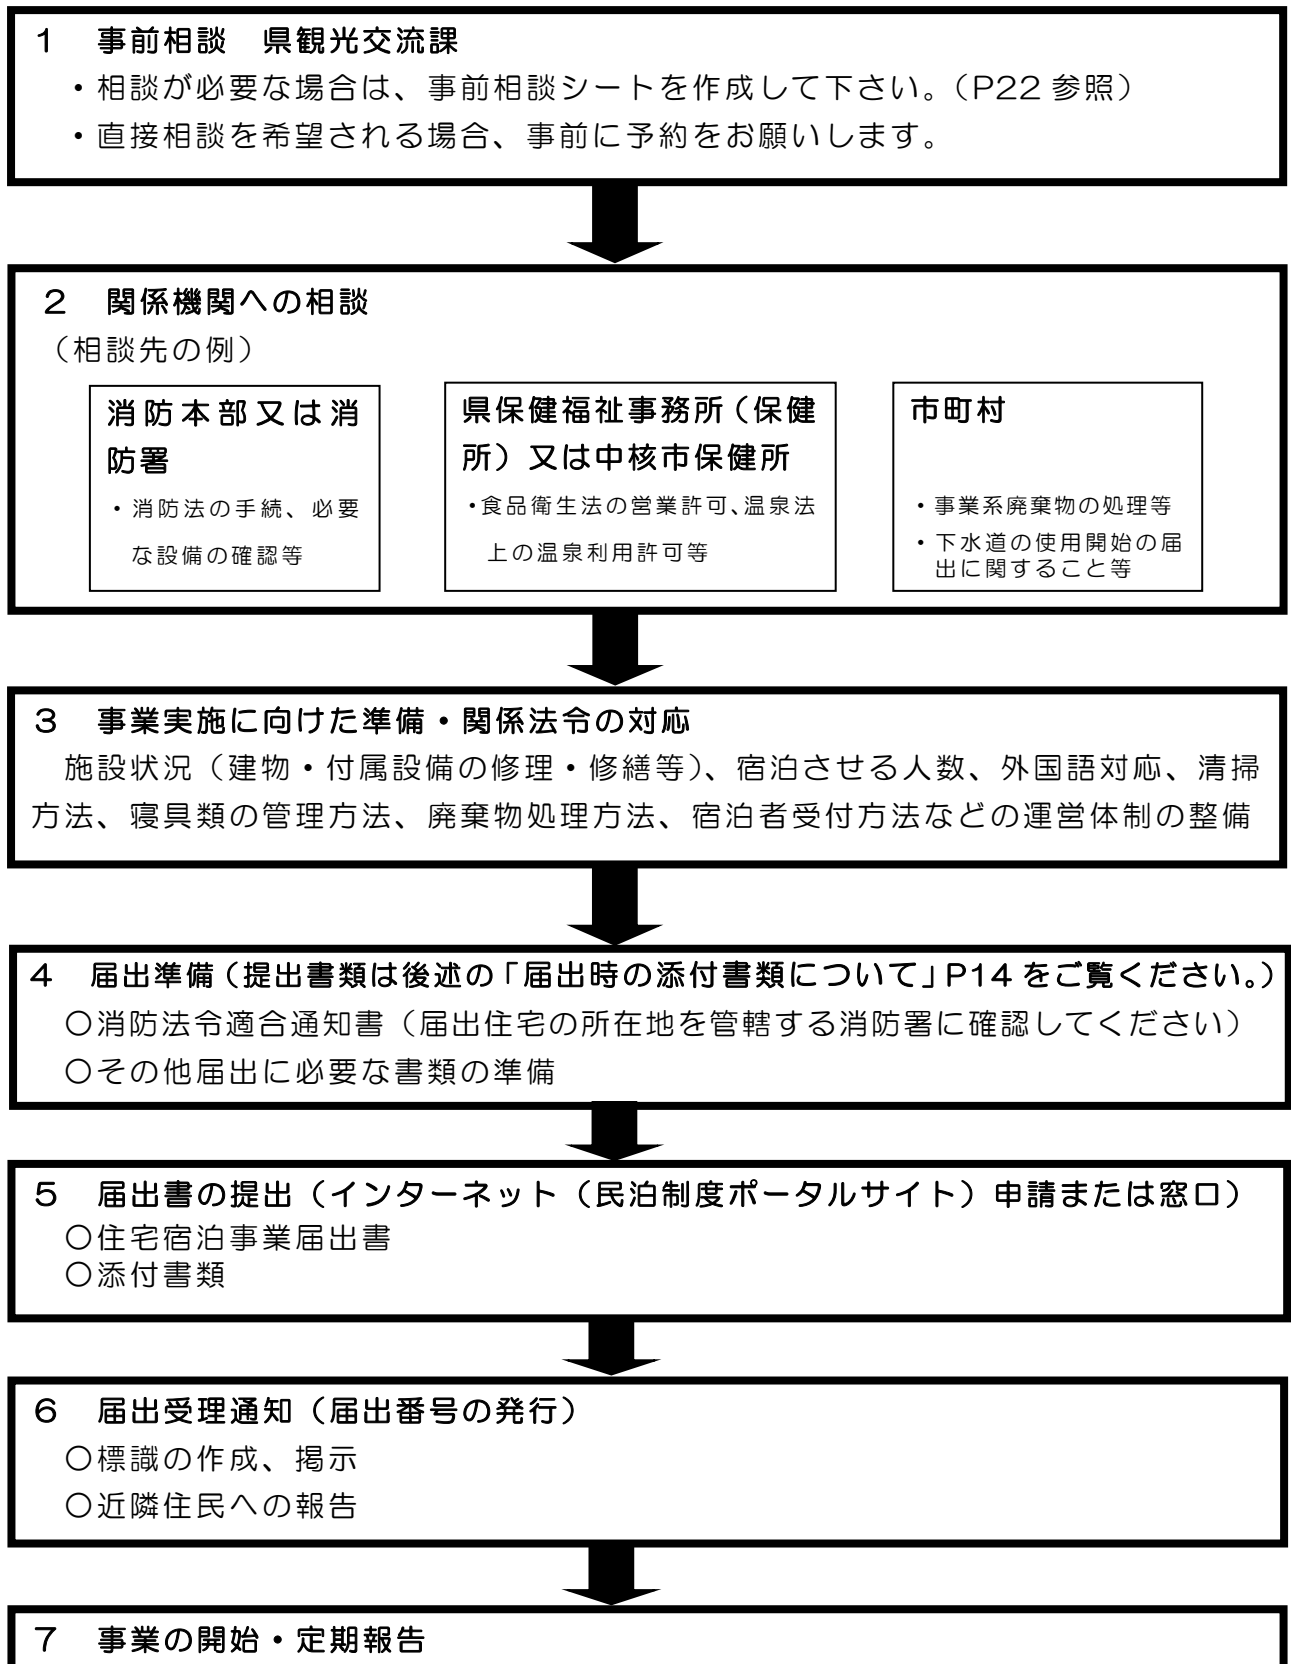 １　事前相談　県観光交流課
・相談が必要な場合は、事前相談シートを作成して下さい。（P22 参照）
・直接相談を希望される場合、事前に予約をお願いします。
２　関係機関への相談
（相談先の例）
消防本部又は消
防署
・消防法の手続、必要
な設備の確認等
県保健福祉事務所（保健
所）又は中核市保健所
・食品衛生法の営業許可、温泉法
上の温泉利用許可等
市町村
・事業系廃棄物の処理等
・下水道の使用開始の届
出に関すること等
３　事業実施に向けた準備・関係法令の対応
施設状況（建物・付属設備の修理・修繕等）、宿泊させる人数、外国語対応、清掃
方法、寝具類の管理方法、廃棄物処理方法、宿泊者受付方法などの運営体制の整備
４　届出準備（提出書類は後述の「届出時の添付書類について」P14 をご覧ください。）
○消防法令適合通知書（届出住宅の所在地を管轄する消防署に確認してください）
○その他届出に必要な書類の準備
５　届出書の提出（インターネット（民泊制度ポータルサイト）申請または窓口）
○住宅宿泊事業届出書
○添付書類
６　届出受理通知（届出番号の発行）
○標識の作成、掲示
○近隣住民への報告
７　事業の開始・定期報告